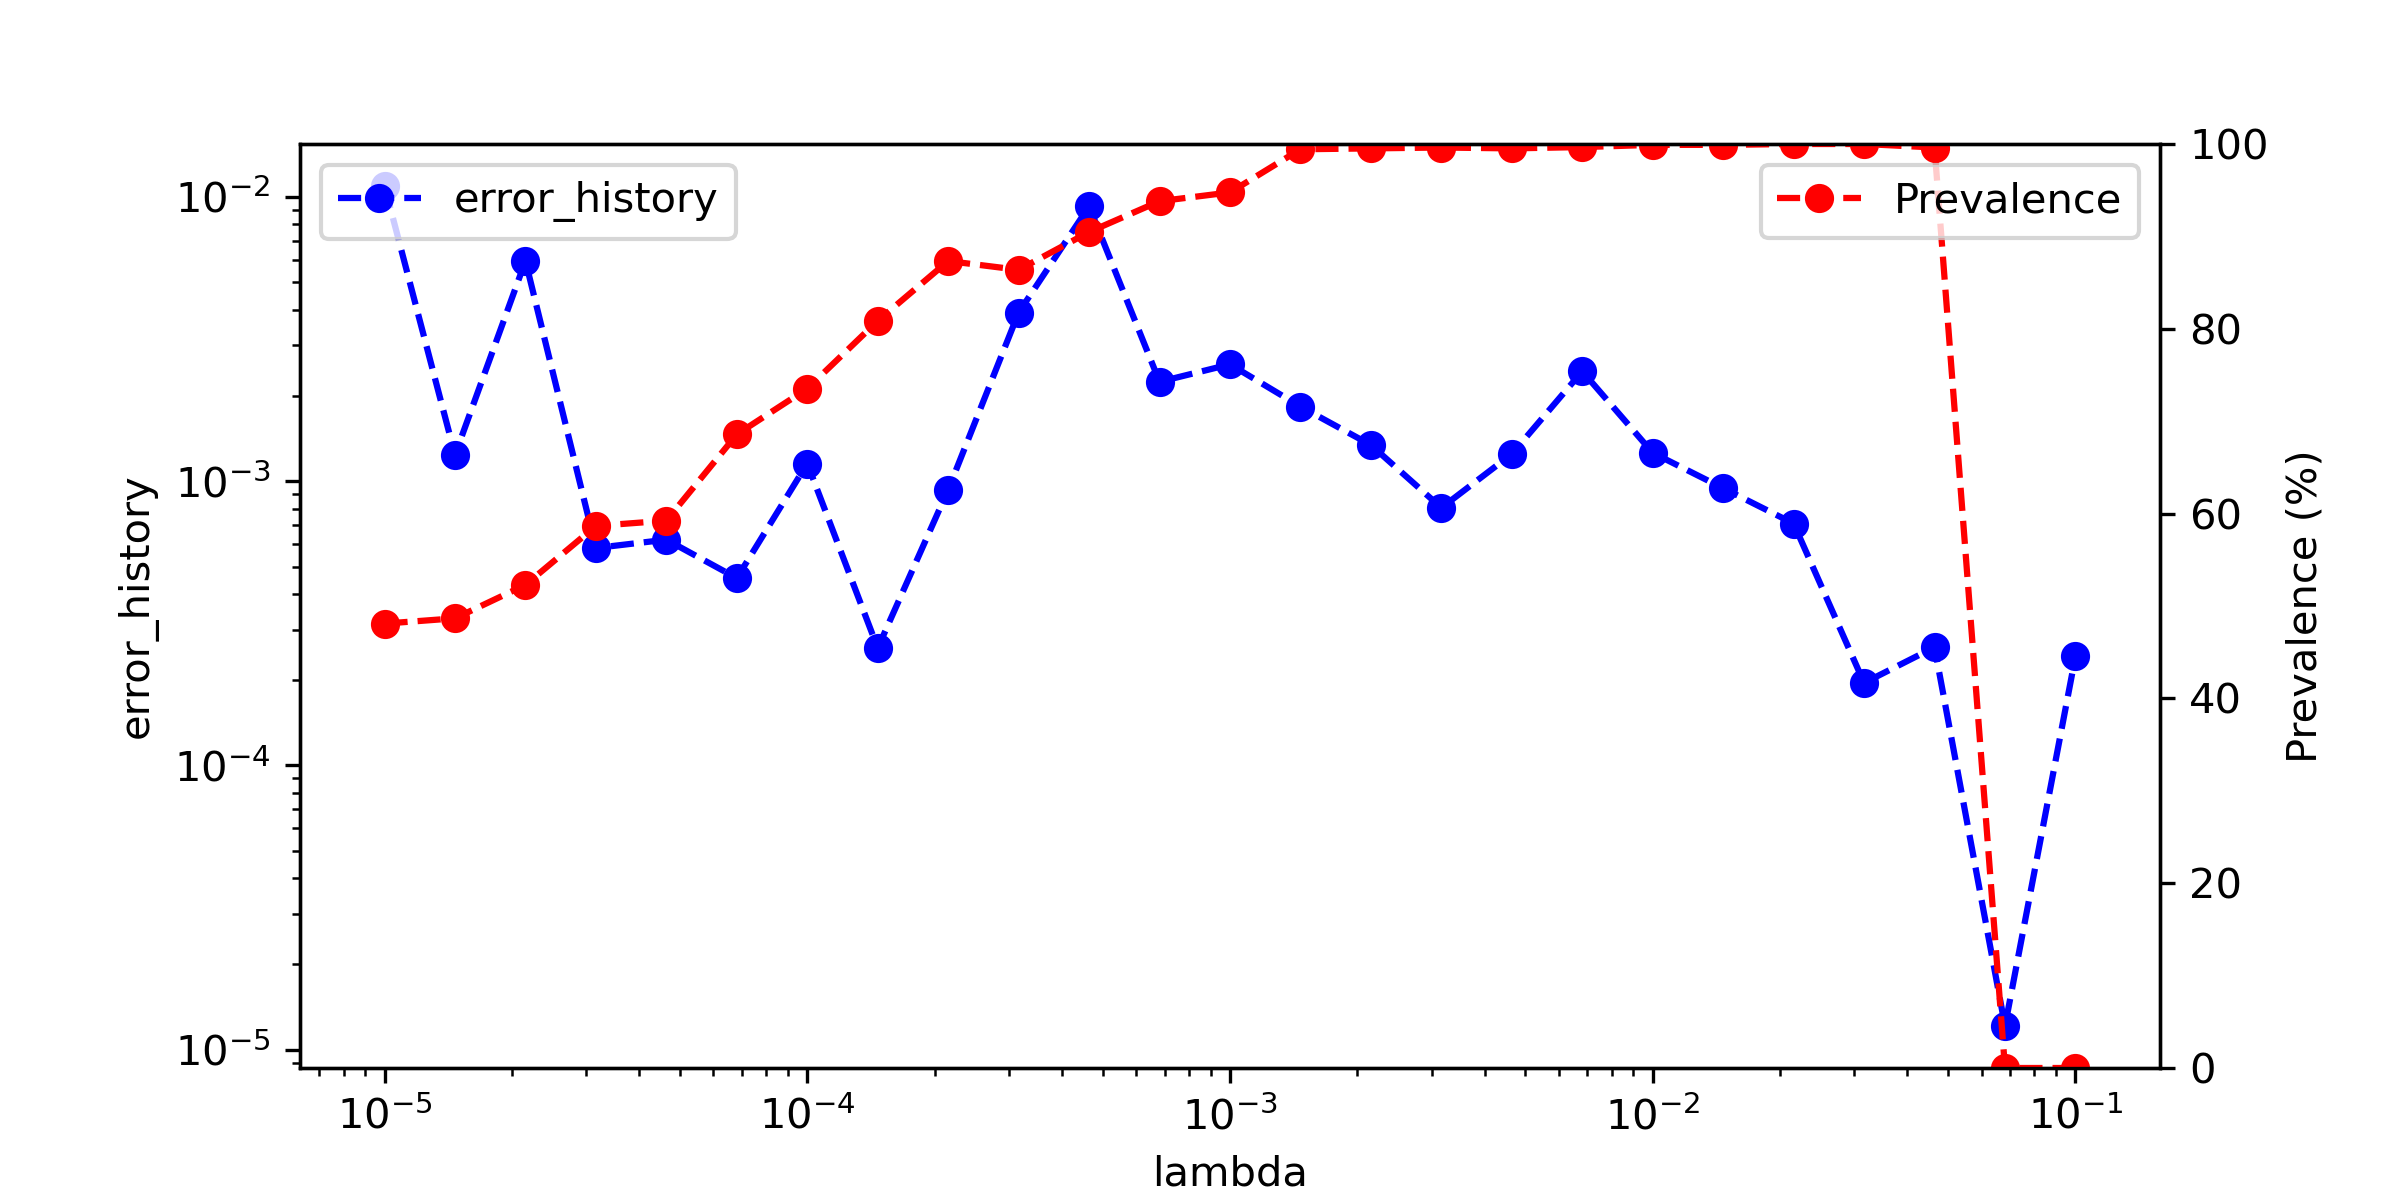 error_history
Prevalence
10⁻²
10⁻³
10⁻⁴
10⁻⁵
error_history
100
80
60
40
20
0
Prevalence (%)
10⁻⁵ 10⁻⁴ 10⁻³ 10⁻² 10⁻¹
lambda